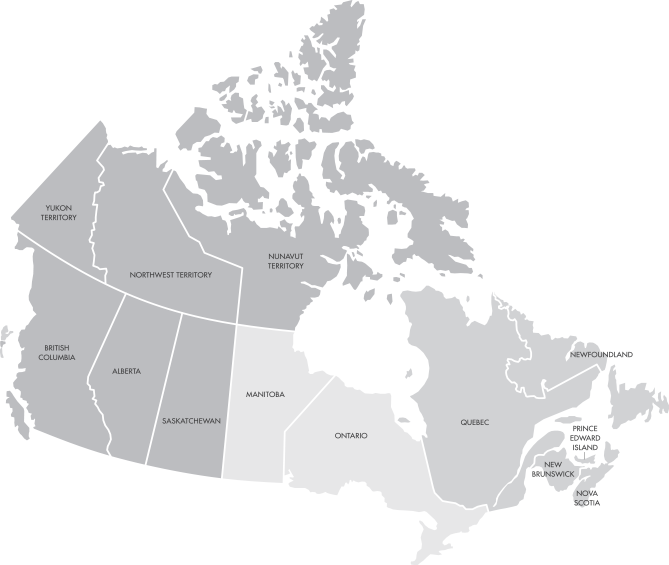 YUKON
TERRITORY
NORTHWEST TERRITORY
NUNAVUT
TERRITORY
BRITISH
COLUMBIA
ALBERTA
SASKATCHEWAN
MANITOBA
ONTARIO
QUEBEC
NEWFOUNDLAND
PRINCE
EDWARD
ISLAND
NEW
BRUNSWICK
NOVA
SCOTIA